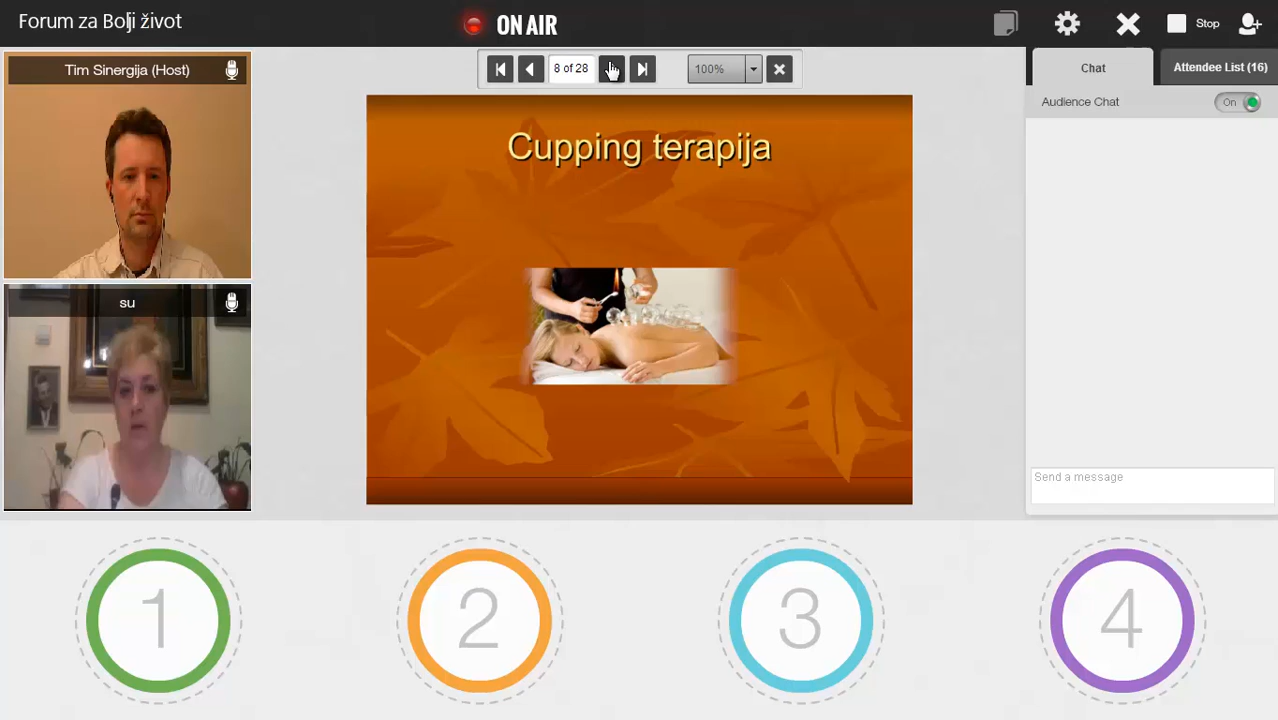 Forum za Bolji život
ON AIR
Stop
Tim Sinergija (Host)
8 of 28
100%
Chat
Attendee List (16)
Audience Chat
On
Cupping terapija
su
Send a message
1
2
3
4